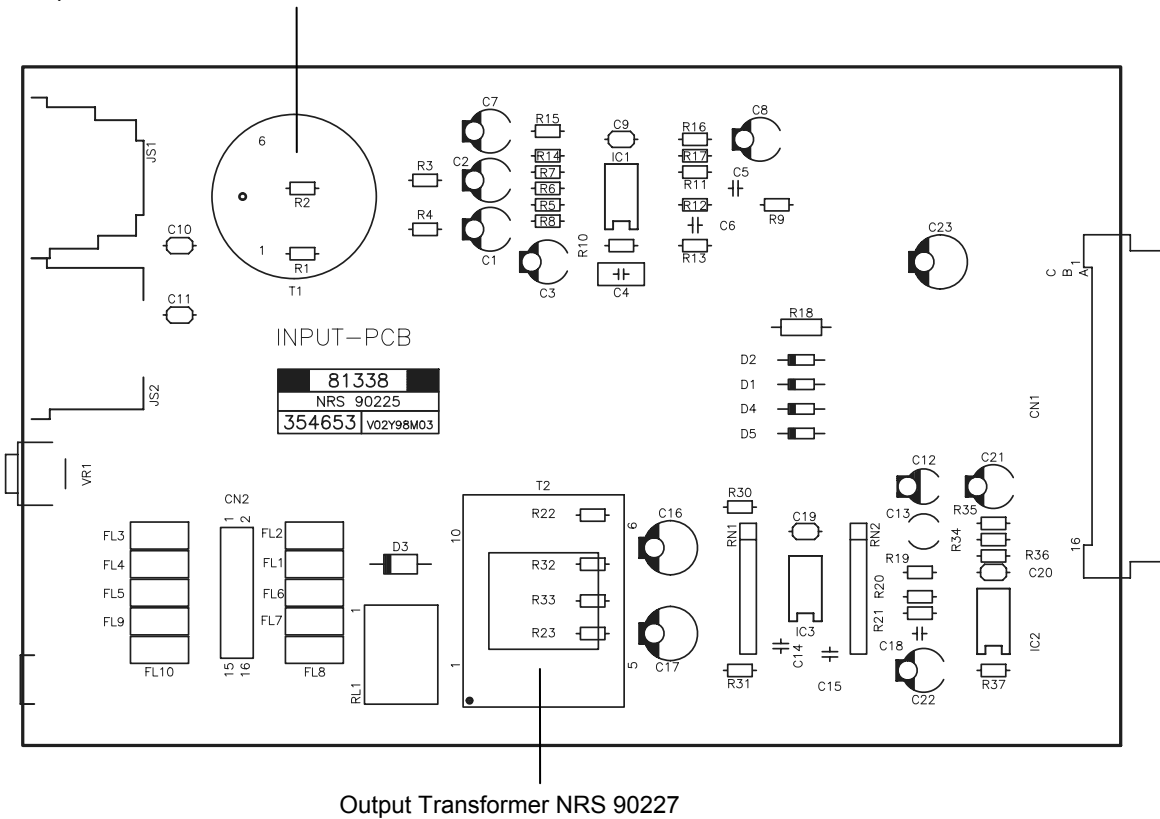 C7
C8
R15
C9
R16
6
JS1
IC1
R14
R17
C2
R3
R7
C5
R11
R6
R2
R5
R12
R4
R8
R9
C6
C10
C23
R10
1
R13
R1
C1
1
C B A
T1
C3
C4
C11
R18
INPUT-PCB
D2
81338
D1
JS2
NRS 90225
CN1
D4
354653 V02Y98M03
D5
C12
C21
VR1
T2
CN2
R30
R22
C16
C19
C13
R35
1 2
6
RN1
RN2
R34
FL3
FL2
10
16
D3
R36
FL4
FL1
R32
R19
C20
FL5
FL6
R20
R33
1
FL9
FL7
R21
R23
IC3
IC2
C14
C18
1
5
C17
FL10
15 16
FL8
RL1
R31
C15
R37
C22
Output Transformer NRS 90227